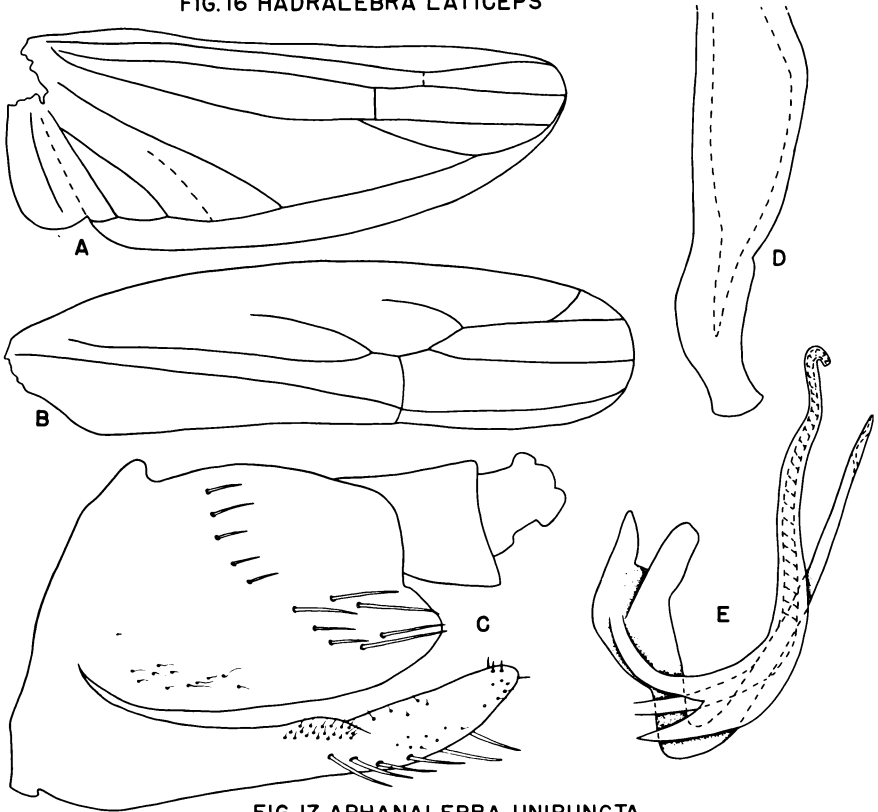 FIG. 16 HADRALEBRA LATICEPS
A
D
B
C
E
FIG. 17 APHANALEBRA UNIPUNCTA